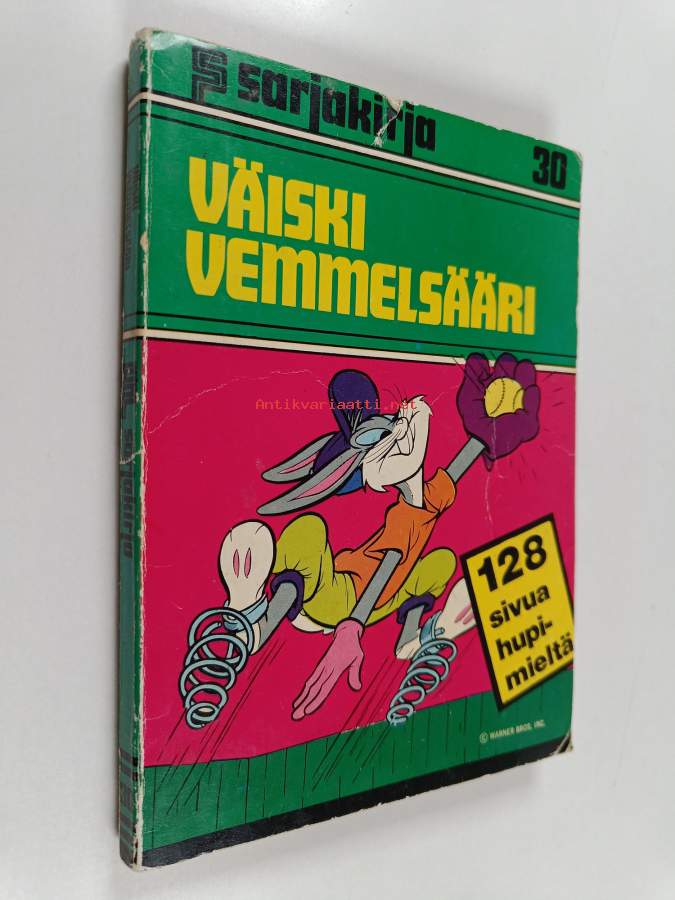 sarjakirja
30
VÄISKI
VEMMELSÄÄRI
Antikvariaatti.net
128
sivua
hupi-
mieltä
© WARNER BROS. INC.